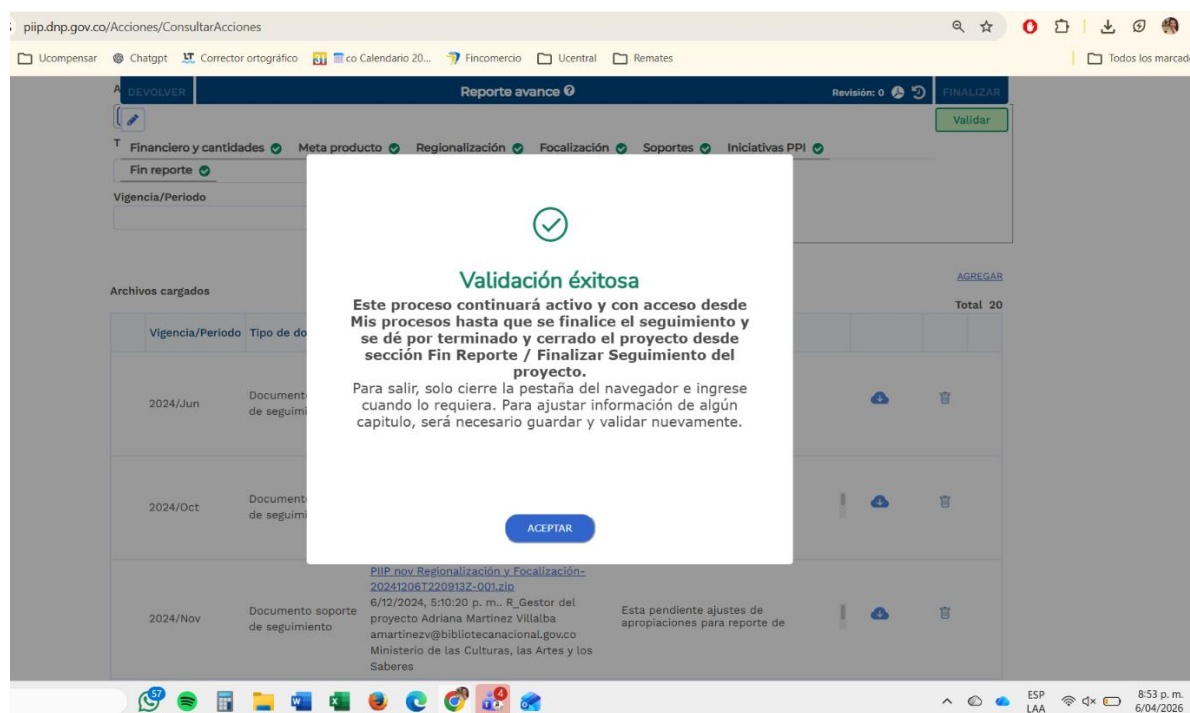 piip.dnp.gov.co/Acciones/ConsultarAcciones
Ucompensar Chatgpt Corrector ortográfico co Calendario 20... Fincomercio Ucentral Remates Todos los marcad
DEVOLVER Reporte avance Revisión: 0 FINALIZAR
Validar
Financiero y cantidades Meta producto Regionalización Focalización Soportes Iniciativas PPI
Fin reporte
Vigencia/Periodo
Validación éxitosa
Este proceso continuará activo y con acceso desde
Mis procesos hasta que se finalice el seguimiento y
se dé por terminado y cerrado el proyecto desde
sección Fin Reporte / Finalizar Seguimiento del
proyecto.
Para salir, solo cierre la pestaña del navegador e ingrese
cuando lo requiera. Para ajustar información de algún
capitulo, será necesario guardar y validar nuevamente.
ACEPTAR
AGREGAR
Archivos cargados
Total 20
Vigencia/Periodo Tipo de do
2024/Jun
Document
de seguimi
2024/Oct
Document
de seguimi
2024/Nov
Documento soporte
de seguimiento
PIIP nov Regionalización y Focalización-
20241206T220913Z-001.zip
6/12/2024, 5:10:20 p. m.. R_Gestor del
proyecto Adriana Martinez Villalba
amartinezv@bibliotecanacional.gov.co
Ministerio de las Culturas, las Artes y los
Saberes
Esta pendiente ajustes de
apropiaciones para reporte de
57
4
ESP
LAA
8:53 p. m.
6/04/2026